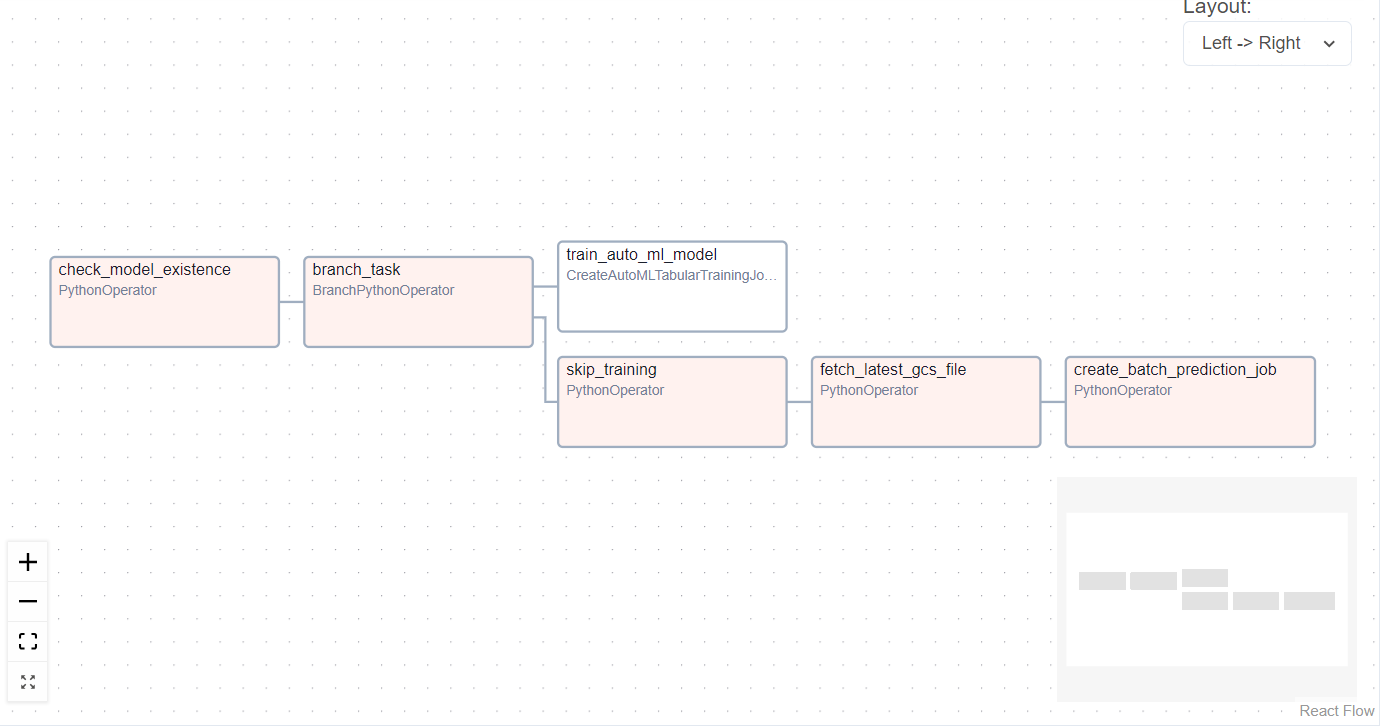 Layout:
Left -> Right
train_auto_ml_model
CreateAutoMLTabularTrainingJo...
check_model_existence
PythonOperator
branch_task
BranchPythonOperator
skip_training
PythonOperator
fetch_latest_gcs_file
PythonOperator
create_batch_prediction_job
PythonOperator
React Flow